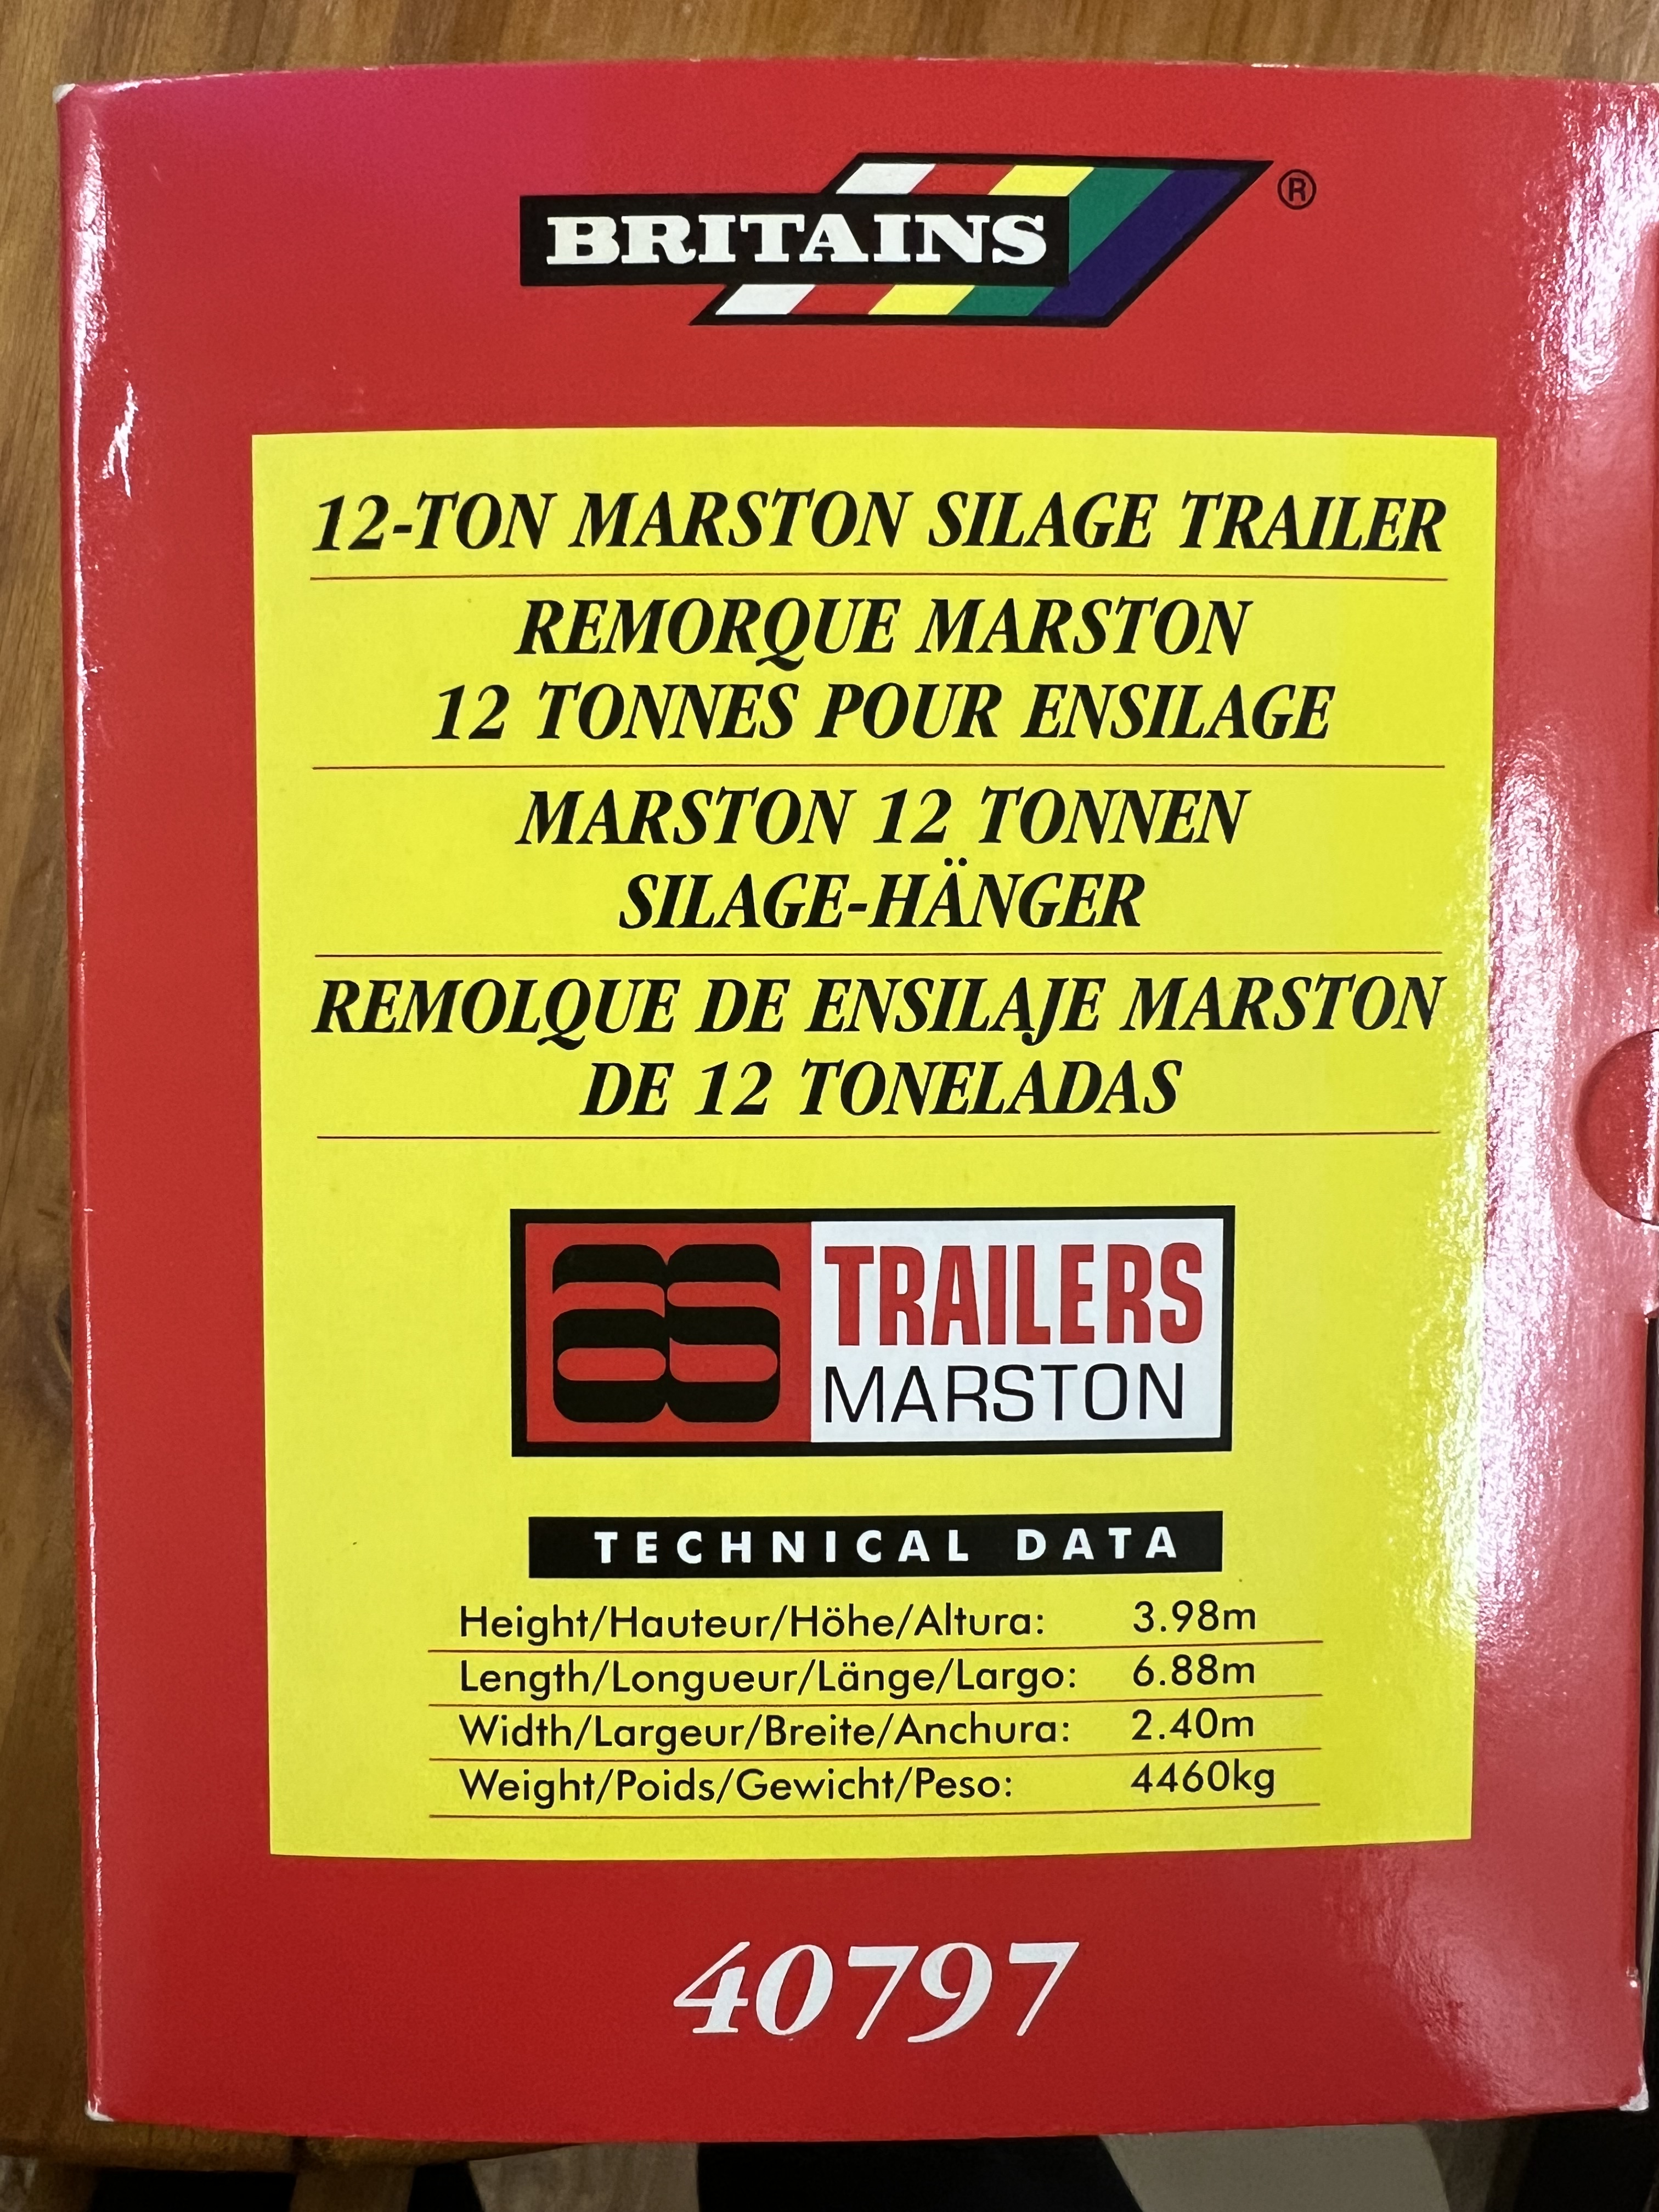 BRITAINS ®
12-TON MARSTON SILAGE TRAILER
REMORQUE MARSTON
12 TONNES POUR ENSILAGE
MARSTON 12 TONNEN
SILAGE-HÄNGER
REMOLQUE DE ENSILAJE MARSTON
DE 12 TONELADAS
as TRAILERS
MARSTON
TECHNICAL DATA
Height/Hauteur/Höhe/Altura: 3.98m
Length/Longueur/Länge/Largo: 6.88m
Width/Largeur/Breite/Anchura: 2.40m
Weight/Poids/Gewicht/Peso: 4460kg
40797